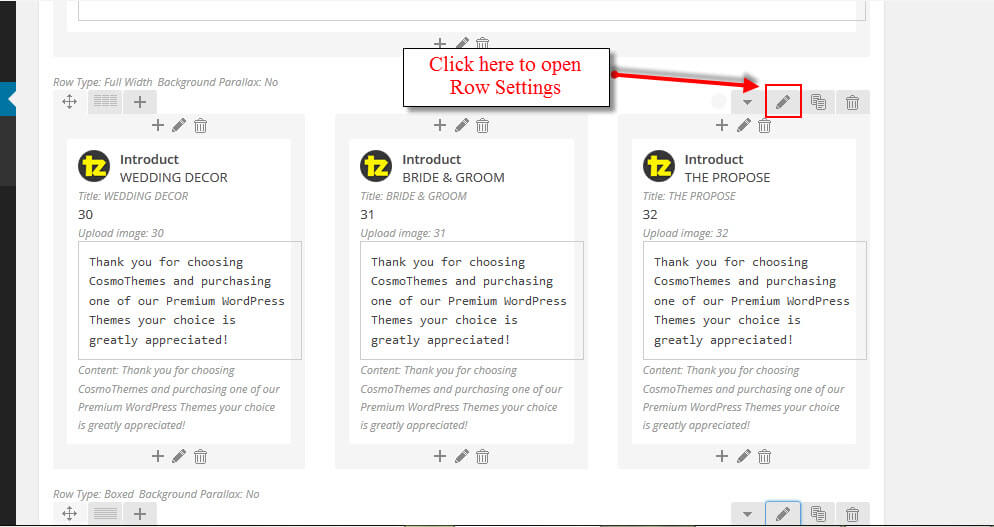 Row Type: Full Width Background Parallax: No
Click here to open
Row Settings
tz
Introduct
WEDDING DECOR
Title: WEDDING DECOR
30
Upload image: 30
Thank you for choosing
CosmoThemes and purchasing
one of our Premium WordPress
Themes your choice is
greatly appreciated!
Content: Thank you for choosing
CosmoThemes and purchasing one of our
Premium WordPress Themes your choice
is greatly appreciated!
tz
Introduct
BRIDE & GROOM
Title: BRIDE & GROOM
31
Upload image: 31
Thank you for choosing
CosmoThemes and purchasing
one of our Premium WordPress
Themes your choice is
greatly appreciated!
Content: Thank you for choosing
CosmoThemes and purchasing one of our
Premium WordPress Themes your choice
is greatly appreciated!
tz
Introduct
THE PROPOSE
Title: THE PROPOSE
32
Upload image: 32
Thank you for choosing
CosmoThemes and purchasing
one of our Premium WordPress
Themes your choice is
greatly appreciated!
Content: Thank you for choosing
CosmoThemes and purchasing one of our
Premium WordPress Themes your choice
is greatly appreciated!
Row Type: Boxed Background Parallax: No